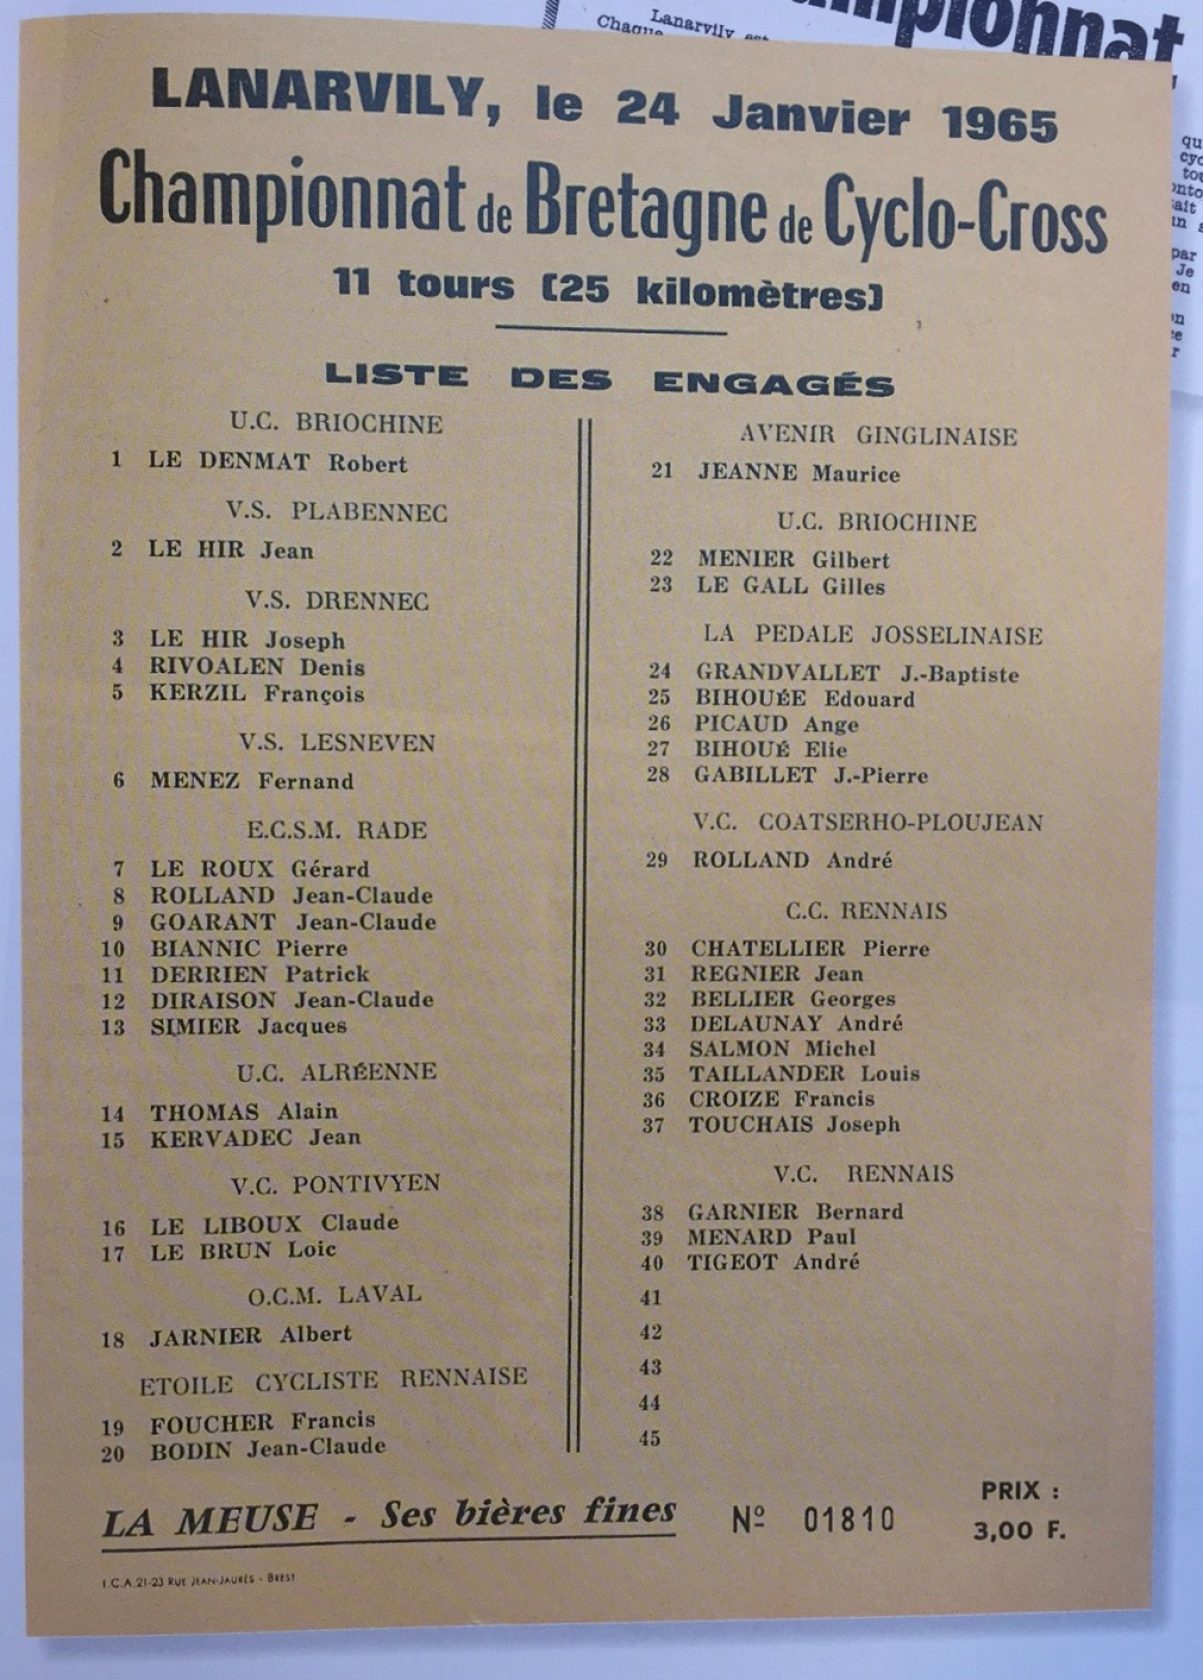 Lanarvily est
Chaque
Championnat
LANARVILY, le 24 Janvier 1965
Championnat de Bretagne de Cyclo-Cross
11 tours (25 kilomètres)
LISTE DES ENGAGÉS
U.C. BRIOCHINE
1 LE DENMAT Robert
V.S. PLABENNEC
2 LE HIR Jean
V.S. DRENNEC
3 LE HIR Joseph
4 RIVOALEN Denis
5 KERZIL François
V.S. LESNEVEN
6 MENEZ Fernand
E.C.S.M. RADE
7 LE ROUX Gérard
8 ROLLAND Jean-Claude
9 GOARANT Jean-Claude
10 BIANNIC Pierre
11 DERRIEN Patrick
12 DIRAISON Jean-Claude
13 SIMIER Jacques
U.C. ALRÉENNE
14 THOMAS Alain
15 KERVADEC Jean
V.C. PONTIVYEN
16 LE LIBOUX Claude
17 LE BRUN Loic
O.C.M. LAVAL
18 JARNIER Albert
ETOILE CYCLISTE RENNAISE
19 FOUCHER Francis
20 BODIN Jean-Claude
AVENIR GINGLINAISE
21 JEANNE Maurice
U.C. BRIOCHINE
22 MENIER Gilbert
23 LE GALL Gilles
LA PEDALE JOSSELINAISE
24 GRANDVALLET J.-Baptiste
25 BIHOUÉE Edouard
26 PICAUD Ange
27 BIHOUÉ Elie
28 GABILLET J.-Pierre
V.C. COATSERHO-PLOUJEAN
29 ROLLAND André
C.C. RENNAIS
30 CHATELLIER Pierre
31 REGNIER Jean
32 BELLIER Georges
33 DELAUNAY André
34 SALMON Michel
35 TAILLANDER Louis
36 CROIZE Francis
37 TOUCHAIS Joseph
V.C. RENNAIS
38 GARNIER Bernard
39 MENARD Paul
40 TIGEOT André
41
42
43
44
45
LA MEUSE - Ses bières fines
Nº 01810
PRIX :
3,00 F.
I.C.A. 21-23 RUE JEAN-JAURÈS - BREST